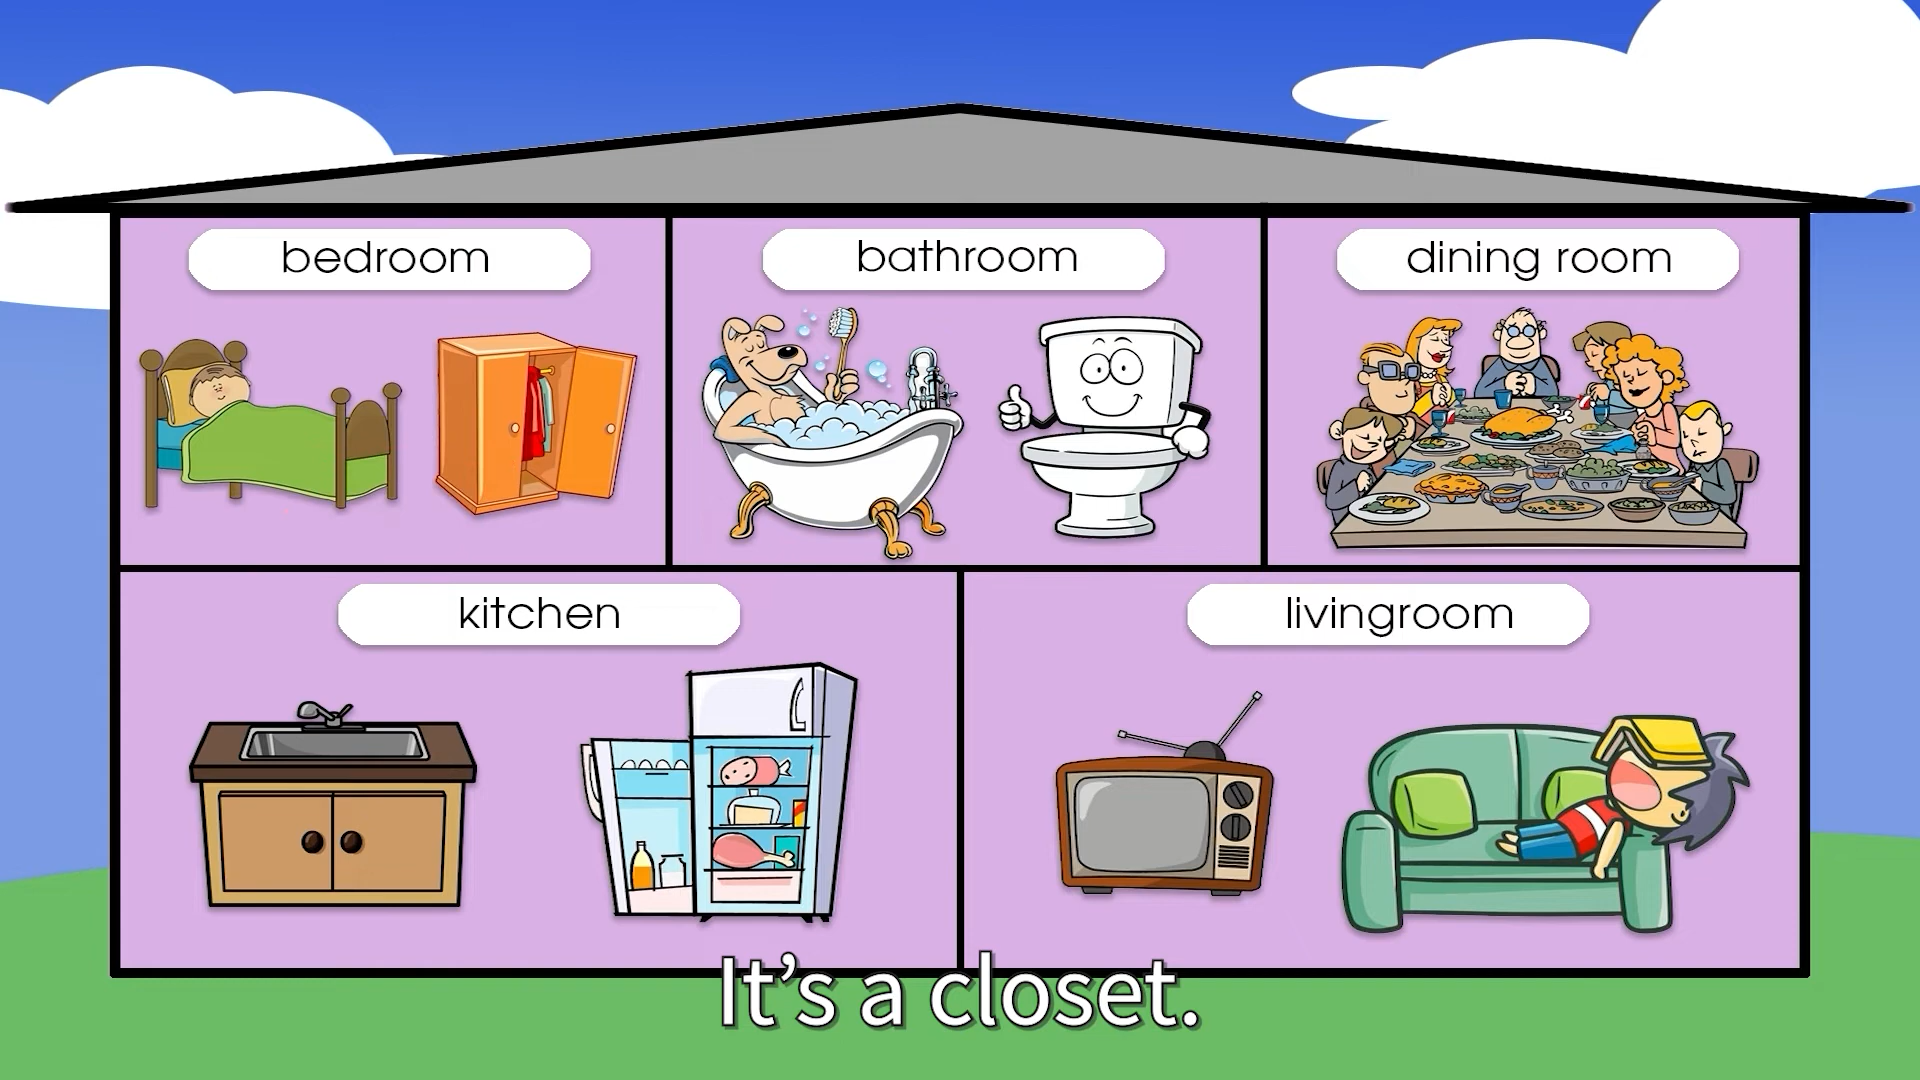 bedroom
bathroom
dining room
kitchen
livingroom
It's a closet.